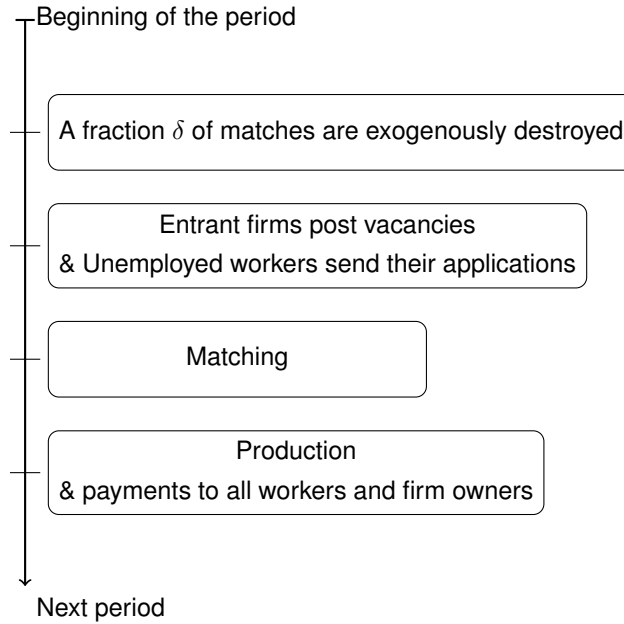 Beginning of the period
A fraction δ of matches are exogenously destroyed
Entrant firms post vacancies
& Unemployed workers send their applications
Matching
Production
& payments to all workers and firm owners
Next period